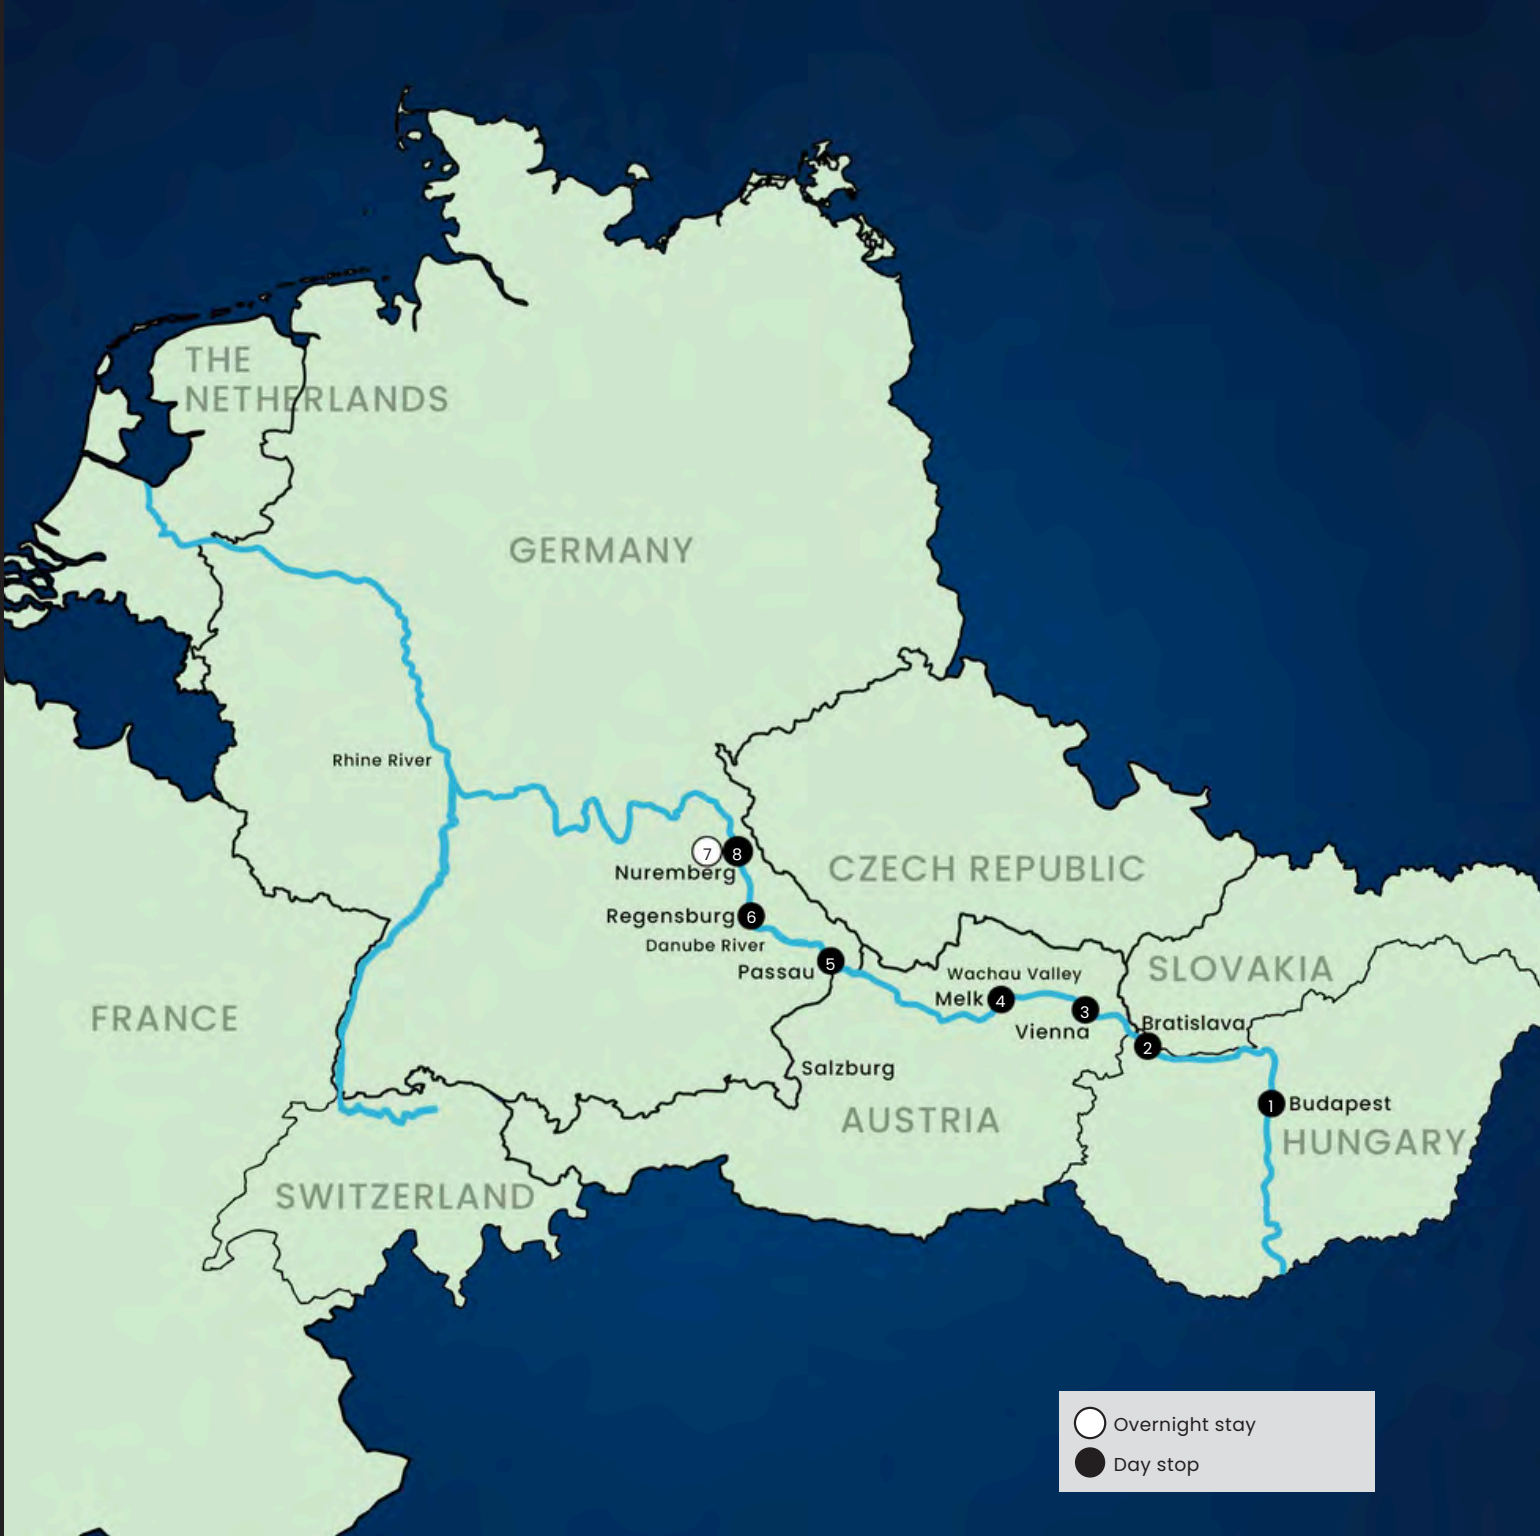 THE
NETHERLANDS
GERMANY
Rhine River
7 8
Nuremberg
CZECH REPUBLIC
Regensburg 6
Danube River
Passau 5
Wachau Valley
SLOVAKIA
Melk 4
3
Vienna
Bratislava
2
FRANCE
Salzburg
1 Budapest
AUSTRIA
HUNGARY
SWITZERLAND
Overnight stay
Day stop